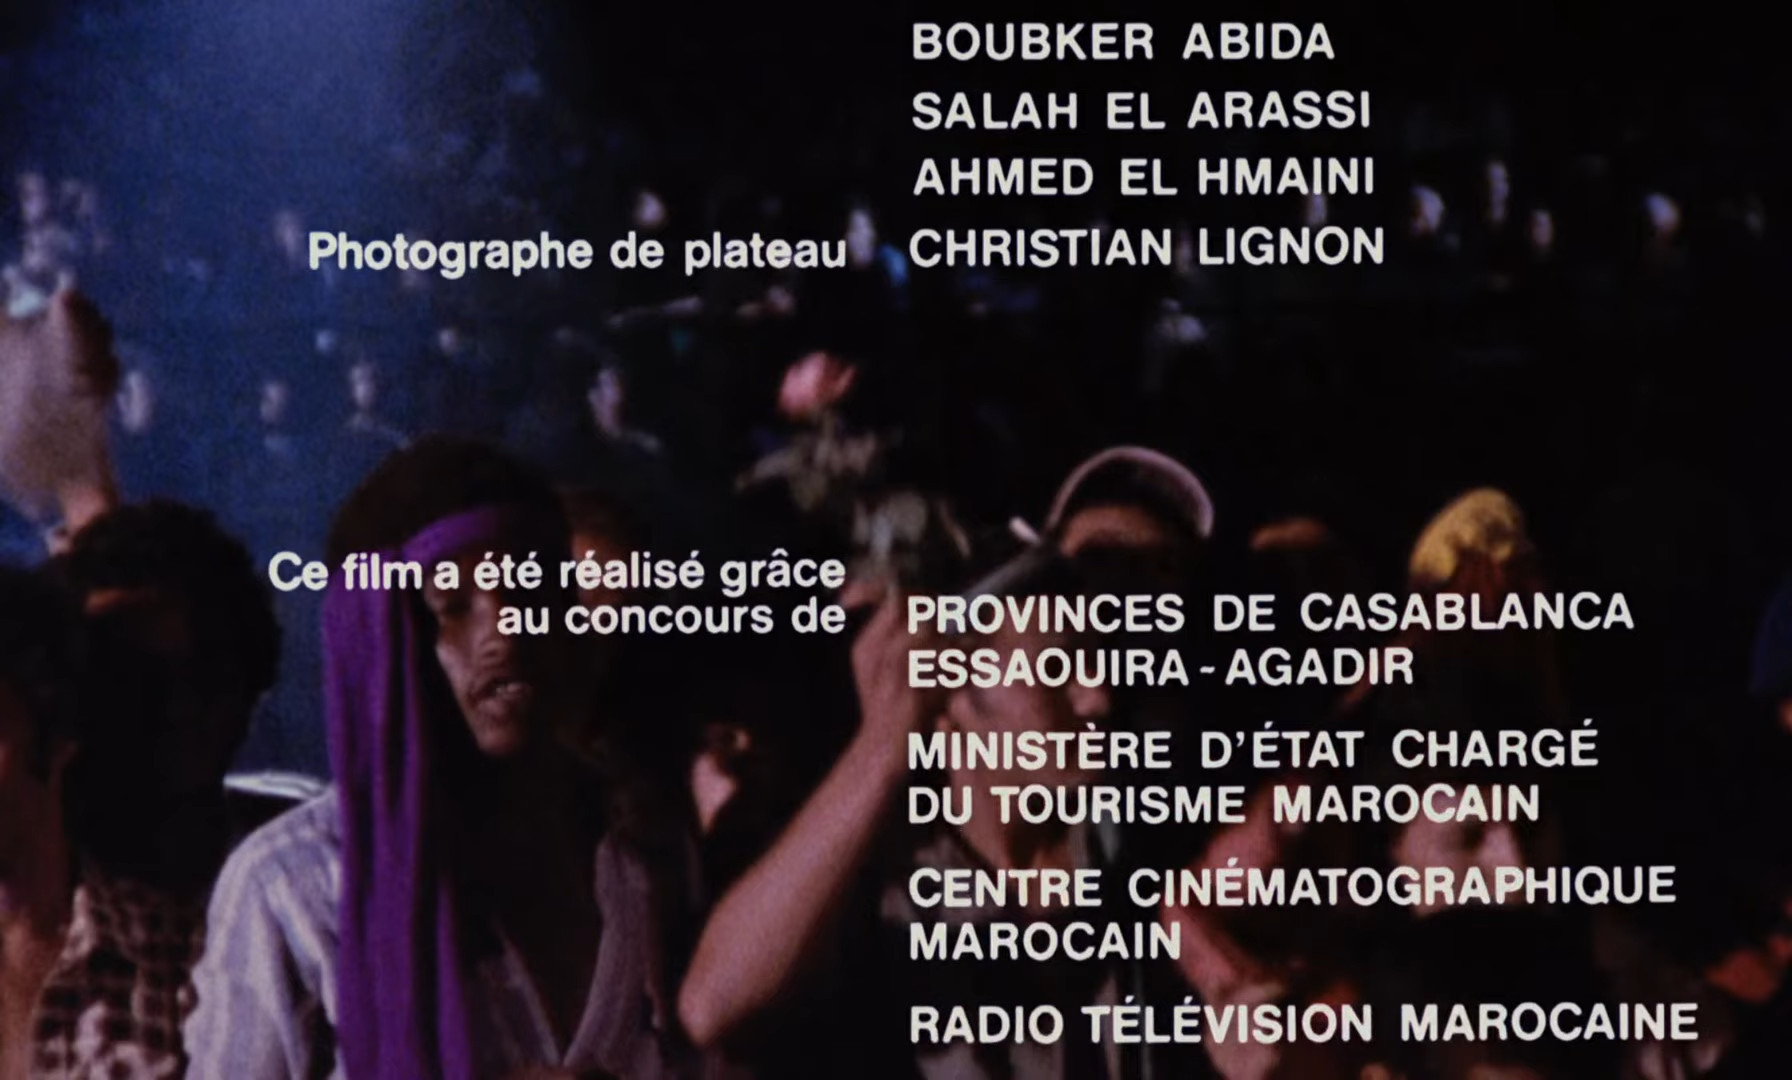 BOUBKER ABIDA
SALAH EL ARASSI
AHMED EL HMAINI
Photographe de plateau CHRISTIAN LIGNON
Ce film a été réalisé grâce
au concours de PROVINCES DE CASABLANCA
ESSAOUIRA - AGADIR
MINISTÈRE D'ÉTAT CHARGÉ
DU TOURISME MAROCAIN
CENTRE CINÉMATOGRAPHIQUE
MAROCAIN
RADIO TÉLÉVISION MAROCAINE